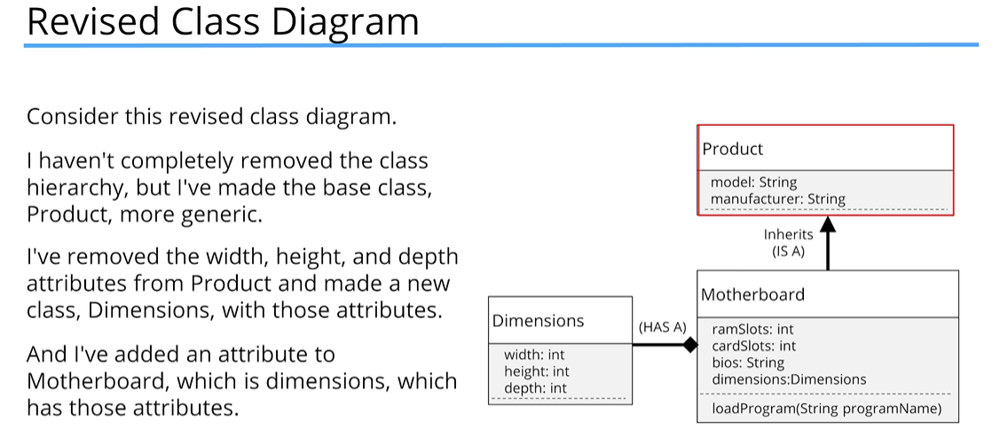 Revised Class Diagram
Consider this revised class diagram.
I haven't completely removed the class
hierarchy, but I've made the base class,
Product, more generic.
I've removed the width, height, and depth
attributes from Product and made a new
class, Dimensions, with those attributes.
And I've added an attribute to
Motherboard, which is dimensions, which
has those attributes.
Product
model: String
manufacturer: String
Inherits
(IS A)
Dimensions
width: int
height: int
depth: int
(HAS A)
Motherboard
ramSlots: int
cardSlots: int
bios: String
dimensions:Dimensions
loadProgram(String programName)